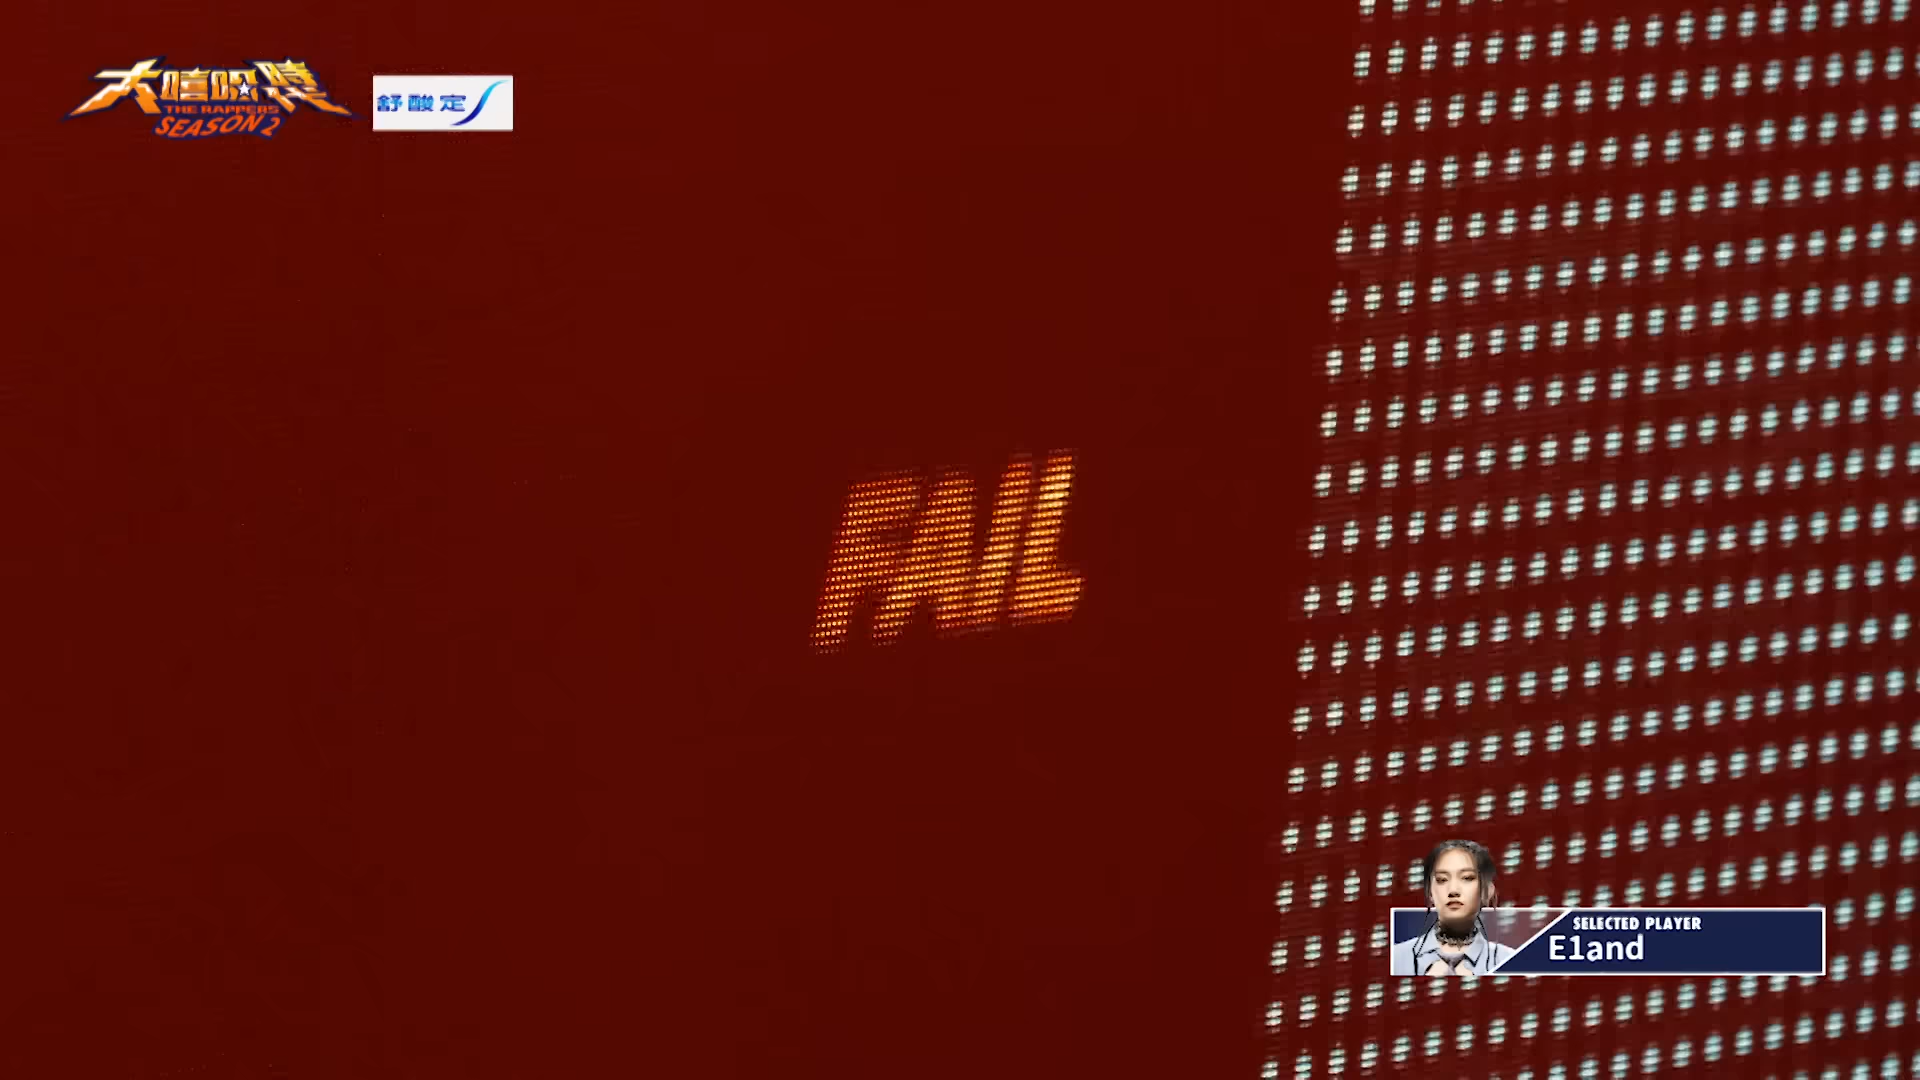 大嘻哈時代
THE RAPPERS
SEASON 2
舒酸定
FAIL
SELECTED PLAYER
E1and